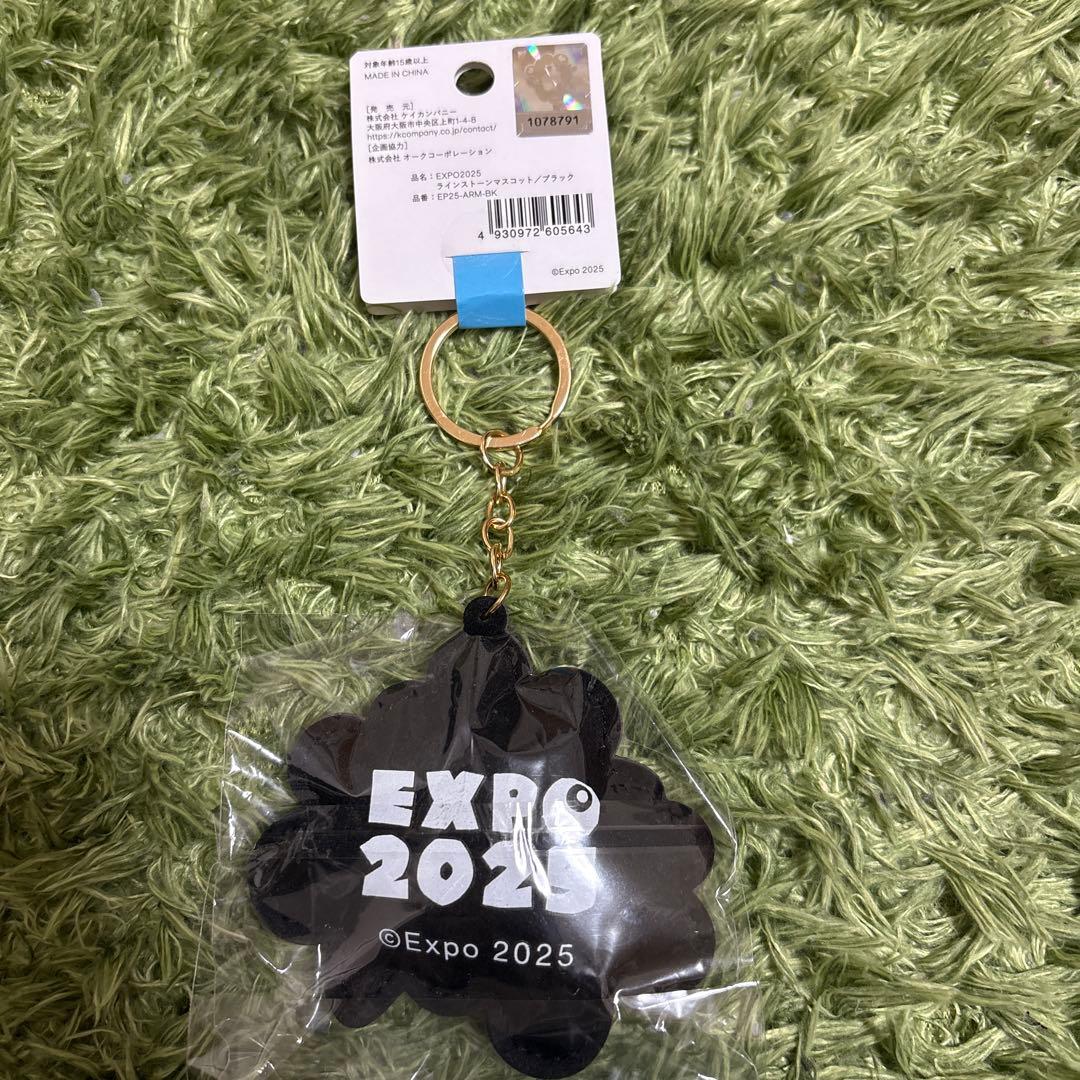 対象年齢15歳以上
MADE IN CHINA
1078791
[発 売 元]
株式会社 ケイカンパニー
大阪府大阪市中央区上町1-4-8
https://kcompany.co.jp/contact/
[企画協力]
株式会社 オークコーポレーション
品名:EXPO2025
ラインストーンマスコット/ブラック
品番:EP25-ARM-BK
4 930972 605643
©Expo 2025
EXPO
2025
©Expo 2025